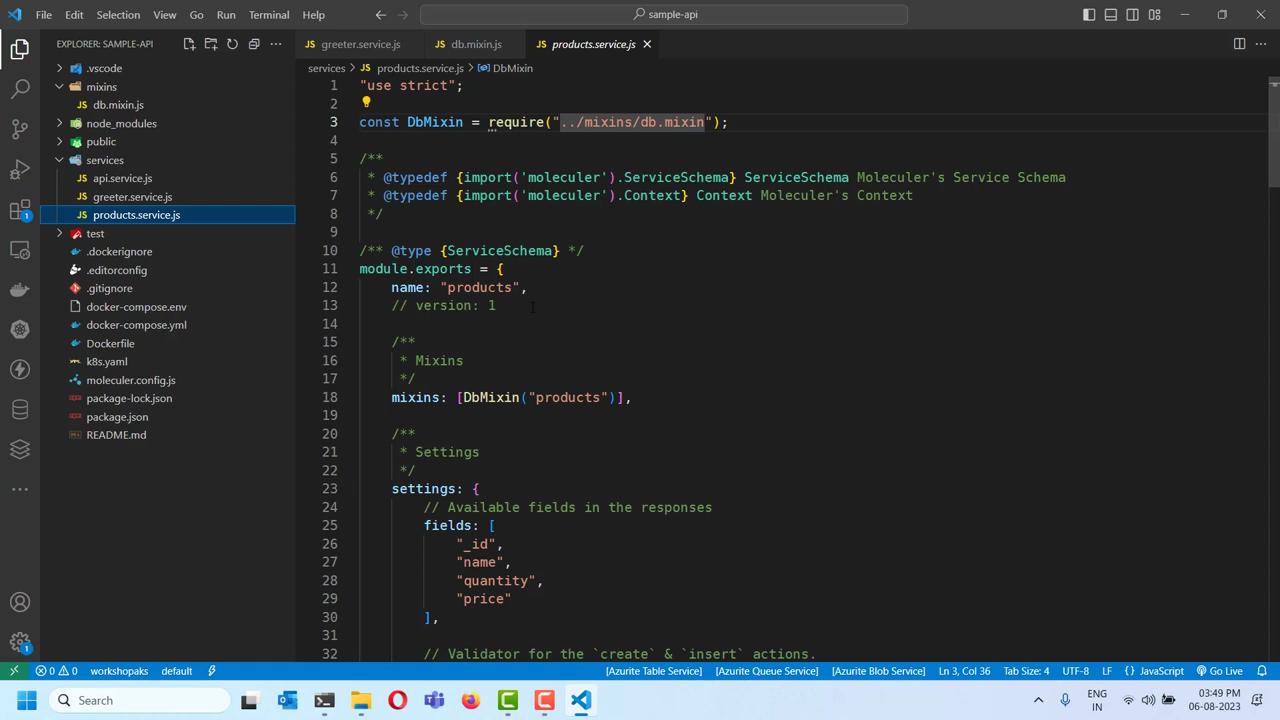 File Edit Selection View Go Run Terminal Help
sample-api
EXPLORER: SAMPLE-API
greeter.service.js
db.mixin.js
products.service.js
services > products.service.js > DbMixin
.vscode
mixins
db.mixin.js
node_modules
public
services
api.service.js
greeter.service.js
products.service.js
test
.dockerignore
.editorconfig
.gitignore
docker-compose.env
docker-compose.yml
Dockerfile
k8s.yaml
moleculer.config.js
package-lock.json
package.json
README.md
1
1
1 "use strict";
2
3 const DbMixin = require("../mixins/db.mixin");
4
5 /**
6 * @typedef {import('moleculer').ServiceSchema} ServiceSchema Moleculer's Service Schema
7 * @typedef {import('moleculer').Context} Context Moleculer's Context
8 */
9
10 /** @type {ServiceSchema} */
11 module.exports = {
12 name: "products",
13 // version: 1
14
15 /**
16 * Mixins
17 */
18 mixins: [DbMixin("products")],
19
20 /**
21 * Settings
22 */
23 settings: {
24 // Available fields in the responses
25 fields: [
26 "_id",
27 "name",
28 "quantity",
29 "price"
30 ],
31
32 // Validator for the `create` & `insert` actions.
0 0 workshopaks default [Azurite Table Service] [Azurite Queue Service] [Azurite Blob Service] Ln 3, Col 36 Tab Size: 4 UTF-8 LF {} JavaScript Go Live
Search
ENG
IN
03:49 PM
06-08-2023